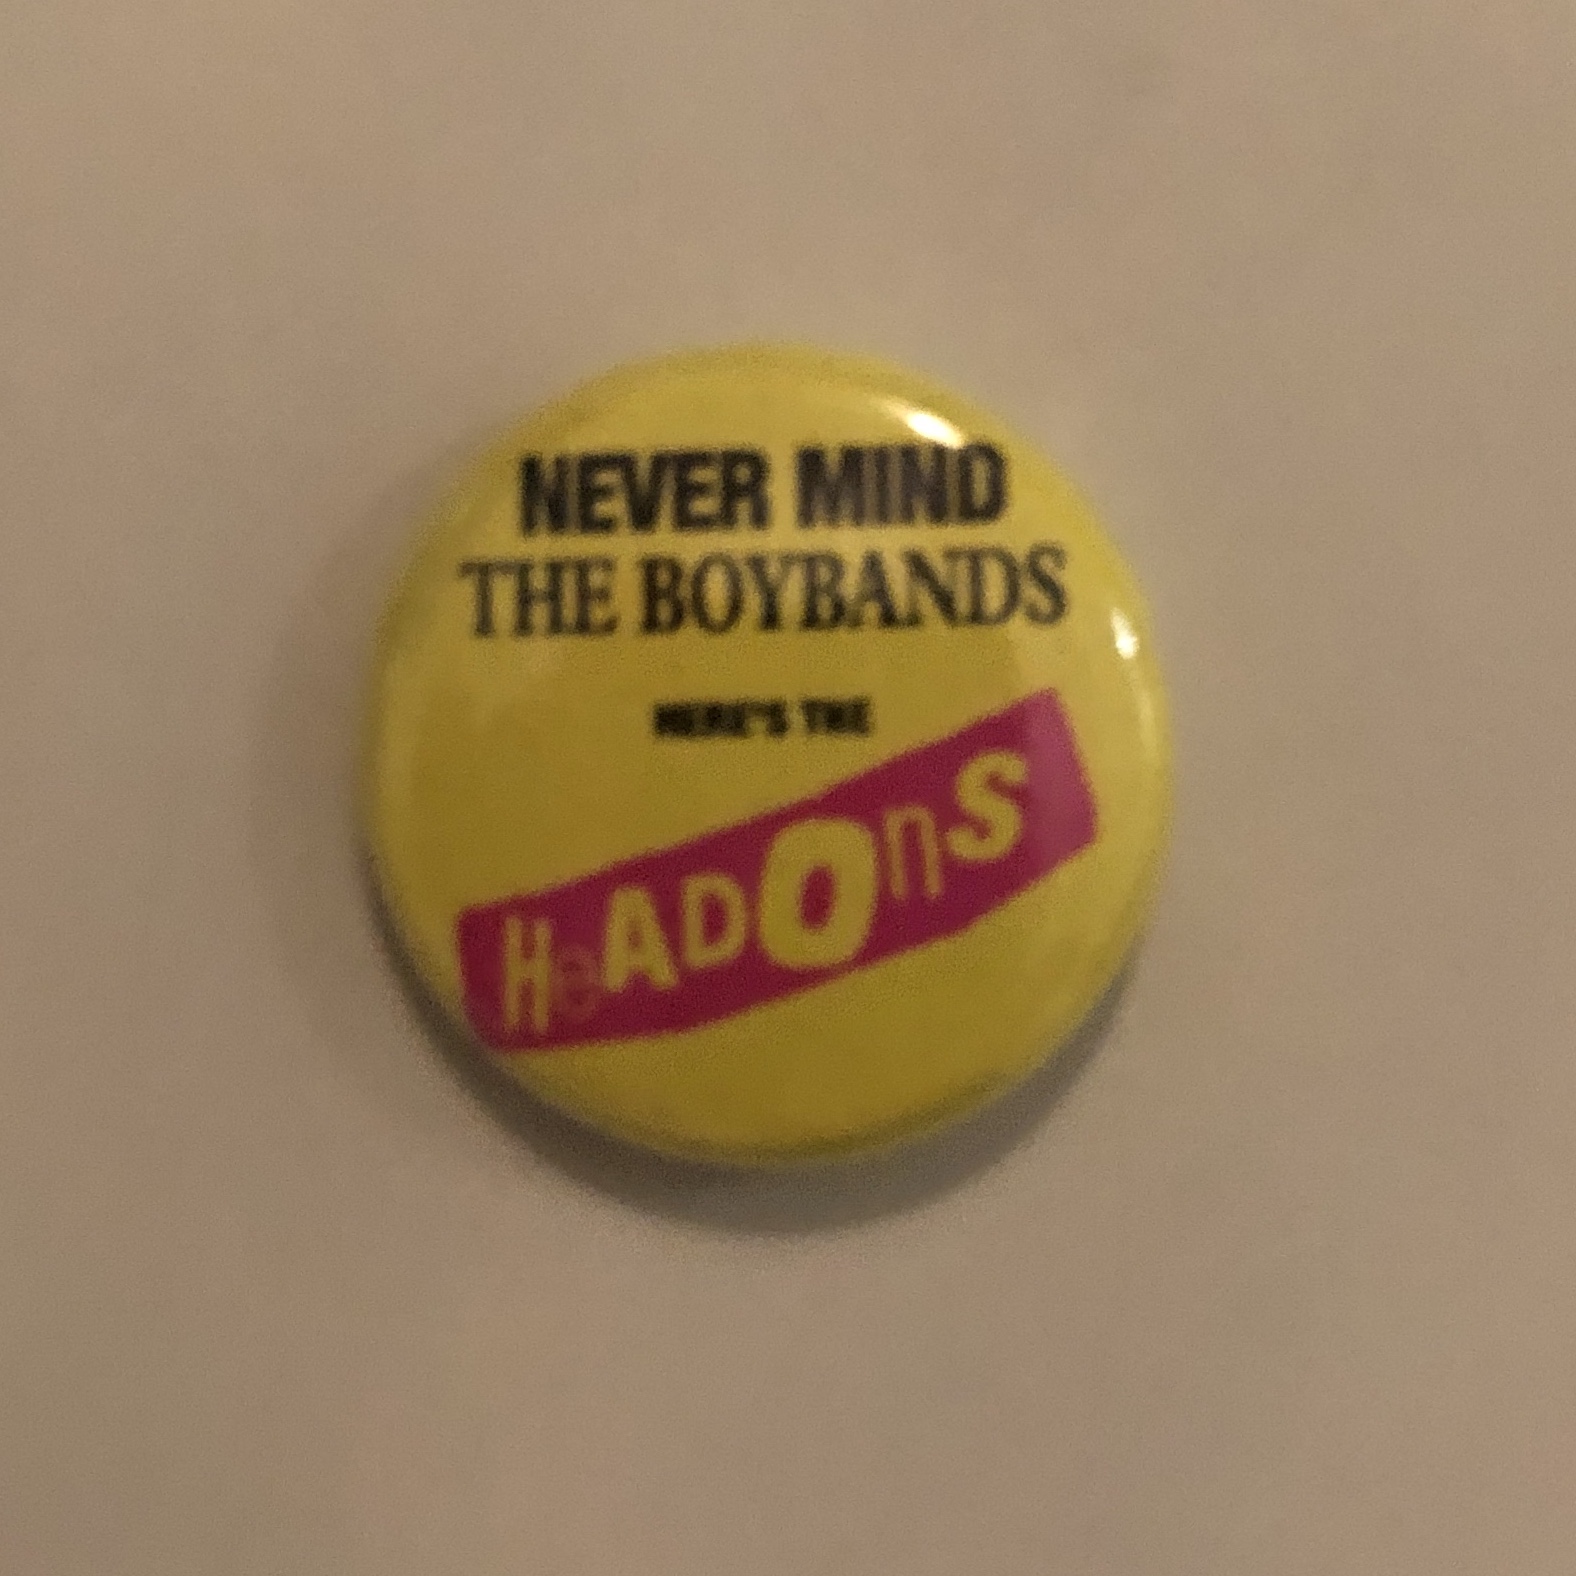 NEVER MIND
THE BOYBANDS
HERE'S THE
HeADOnS